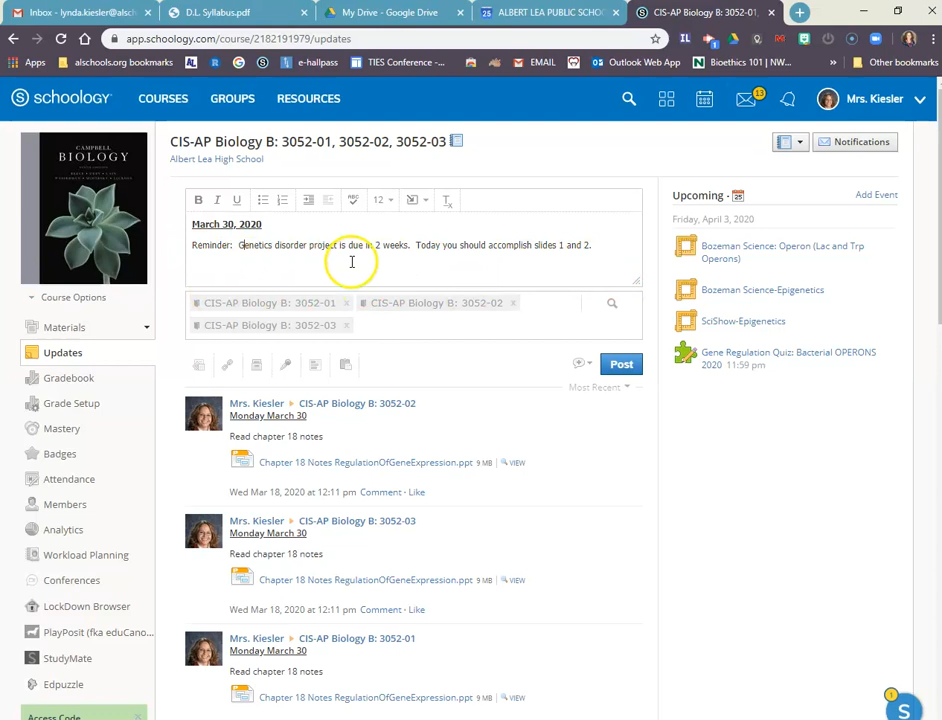 Inbox - lynda.kiesler@alsch
D.L. Syllabus.pdf
My Drive - Google Drive
ALBERT LEA PUBLIC SCHOO
CIS-AP Biology B: 3052-01,
app.schoology.com/course/2182191979/updates
Apps
alschools.org bookmarks
e-hallpass
TIES Conference -...
EMAIL
Outlook Web App
Bioethics 101 | NW...
Other bookmarks
schoology
COURSES
GROUPS
RESOURCES
13
Mrs. Kiesler
CAMPBELL
BIOLOGY
CIS-AP Biology B: 3052-01, 3052-02, 3052-03
Albert Lea High School
Notifications
B I U
ABC
12
Tx
March 30, 2020
Reminder: Genetics disorder project is due in 2 weeks. Today you should accomplish slides 1 and 2.
CIS-AP Biology B: 3052-01 ×
CIS-AP Biology B: 3052-02 ×
CIS-AP Biology B: 3052-03 ×
Post
Most Recent
Course Options
Materials
Updates
Gradebook
Grade Setup
Mastery
Badges
Attendance
Members
Analytics
Workload Planning
Conferences
LockDown Browser
PlayPosit (fka eduCano...
StudyMate
Edpuzzle
Access Code
Mrs. Kiesler CIS-AP Biology B: 3052-02
Monday March 30
Read chapter 18 notes
Chapter 18 Notes RegulationOfGeneExpression.ppt 9 MB VIEW
Wed Mar 18, 2020 at 12:11 pm Comment · Like
Mrs. Kiesler CIS-AP Biology B: 3052-03
Monday March 30
Read chapter 18 notes
Chapter 18 Notes RegulationOfGeneExpression.ppt 9 MB VIEW
Wed Mar 18, 2020 at 12:11 pm Comment · Like
Mrs. Kiesler CIS-AP Biology B: 3052-01
Monday March 30
Read chapter 18 notes
Chapter 18 Notes RegulationOfGeneExpression.ppt 9 MB VIEW
Upcoming
Add Event
Friday, April 3, 2020
Bozeman Science: Operon (Lac and Trp
Operons)
Bozeman Science-Epigenetics
SciShow-Epigenetics
Gene Regulation Quiz: Bacterial OPERONS
2020 11:59 pm
1
S